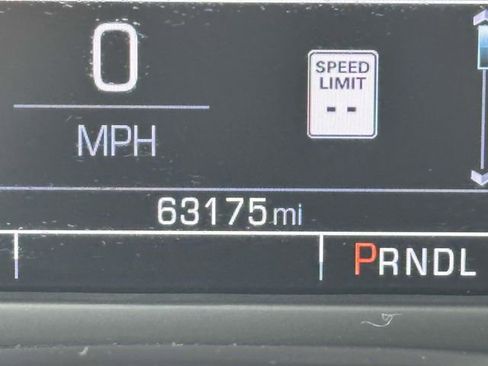 0
MPH
SPEED
LIMIT
--
63175mi
PRNDL